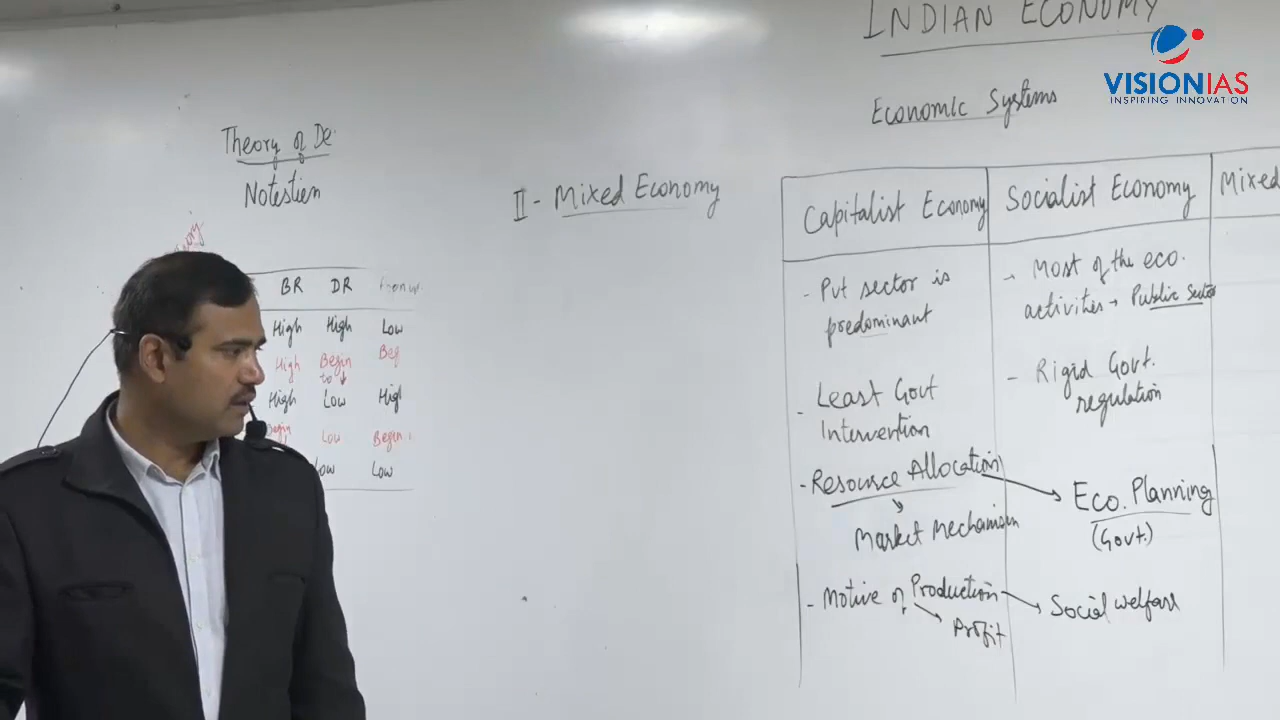 INDIAN ECONOMY
VISIONIAS
INSPIRING INNOVATION
Economic Systems
Theory of De
Notestien
II - Mixed Economy
Capitalist Economy
Socialist Economy
Mixed
- Pvt sector is
predominant
- Least Govt
Intervention
- Resource Allocation
Market Mechanism
- Motive of Production
Profit
- Most of the eco.
activities → Public Sector
- Rigid Govt.
regulation
Eco. Planning
(Govt.)
Social welfare
BR DR
High High Low
High Begin Beg
to ↓
High Low High
Begin Low Begin
Low Low